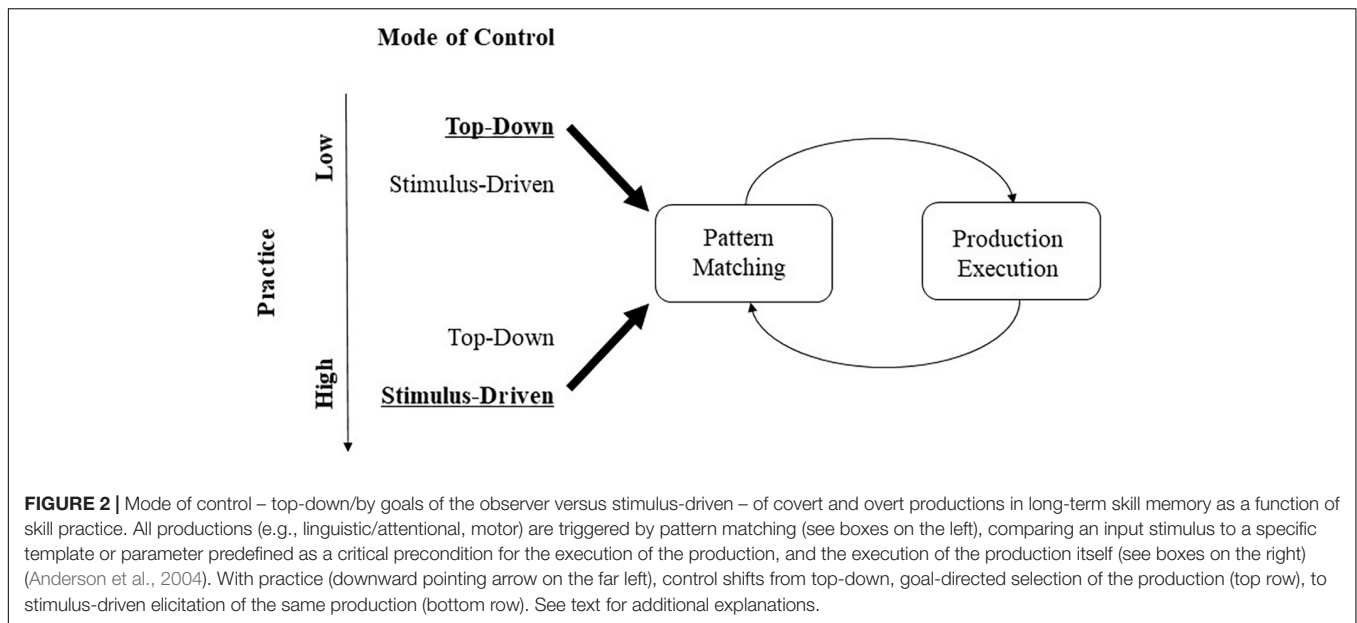 Mode of Control
Low
Practice
High
Top-Down
Stimulus-Driven
Top-Down
Stimulus-Driven
Pattern
Matching
Production
Execution
FIGURE 2 | Mode of control – top-down/by goals of the observer versus stimulus-driven – of covert and overt productions in long-term skill memory as a function of
skill practice. All productions (e.g., linguistic/attentional, motor) are triggered by pattern matching (see boxes on the left), comparing an input stimulus to a specific
template or parameter predefined as a critical precondition for the execution of the production, and the execution of the production itself (see boxes on the right)
(Anderson et al., 2004). With practice (downward pointing arrow on the far left), control shifts from top-down, goal-directed selection of the production (top row), to
stimulus-driven elicitation of the same production (bottom row). See text for additional explanations.